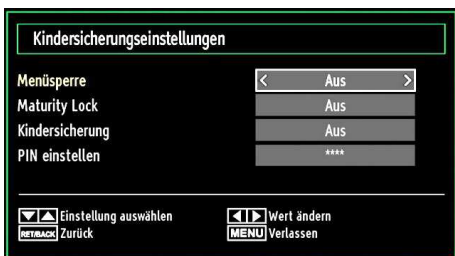 Kindersicherungseinstellungen
Menüsperre < Aus >
Maturity Lock Aus
Kindersicherung Aus
PIN einstellen ****
Einstellung auswählen Wert ändern
RET/BACK Zurück MENU Verlassen